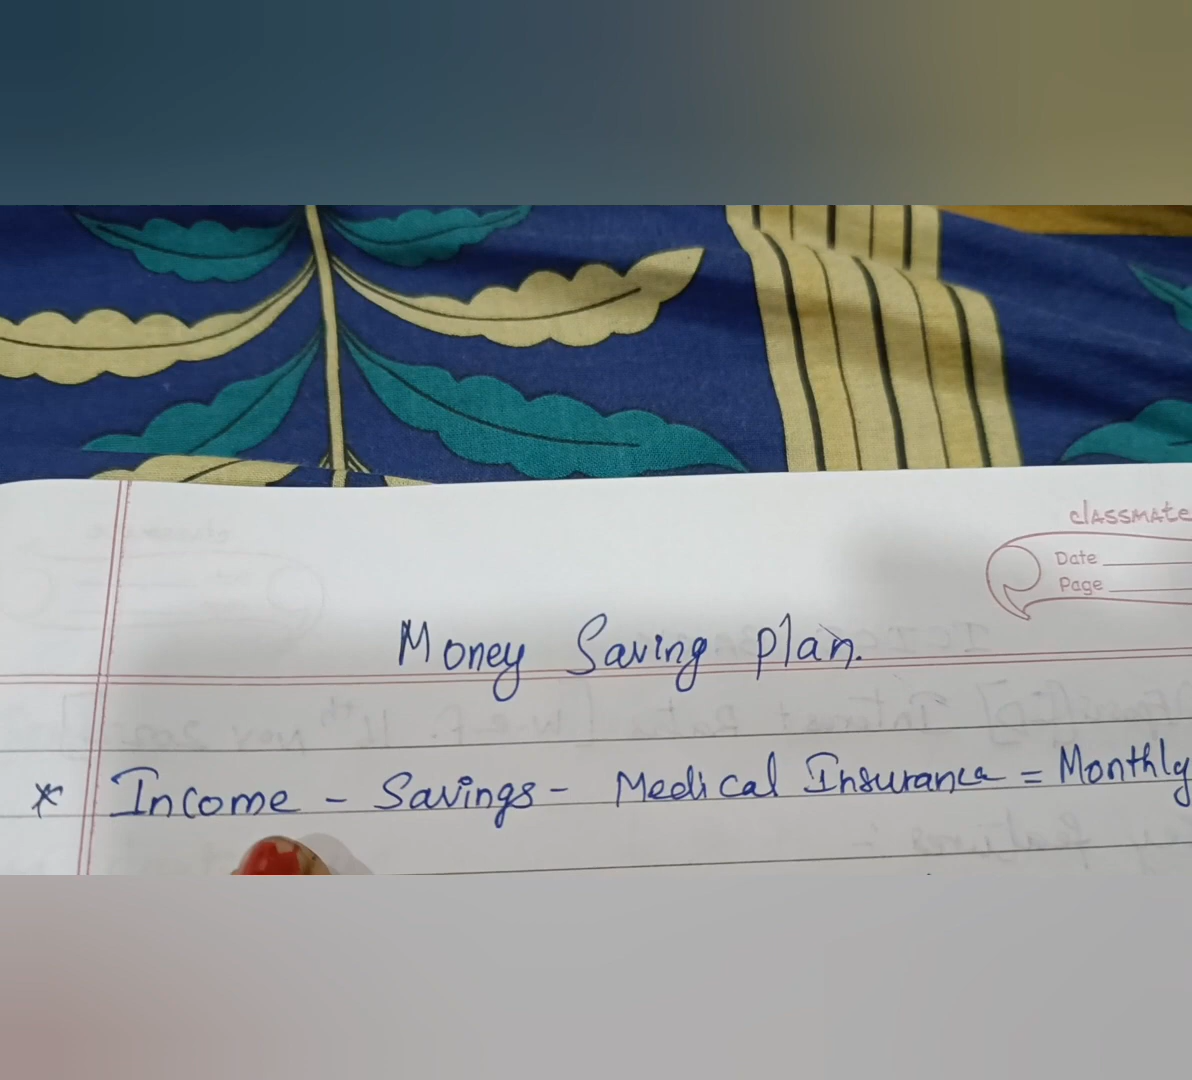 classmate
Date
Page
Money Saving plan.
* Income - Savings - Medical Insurance = Monthly